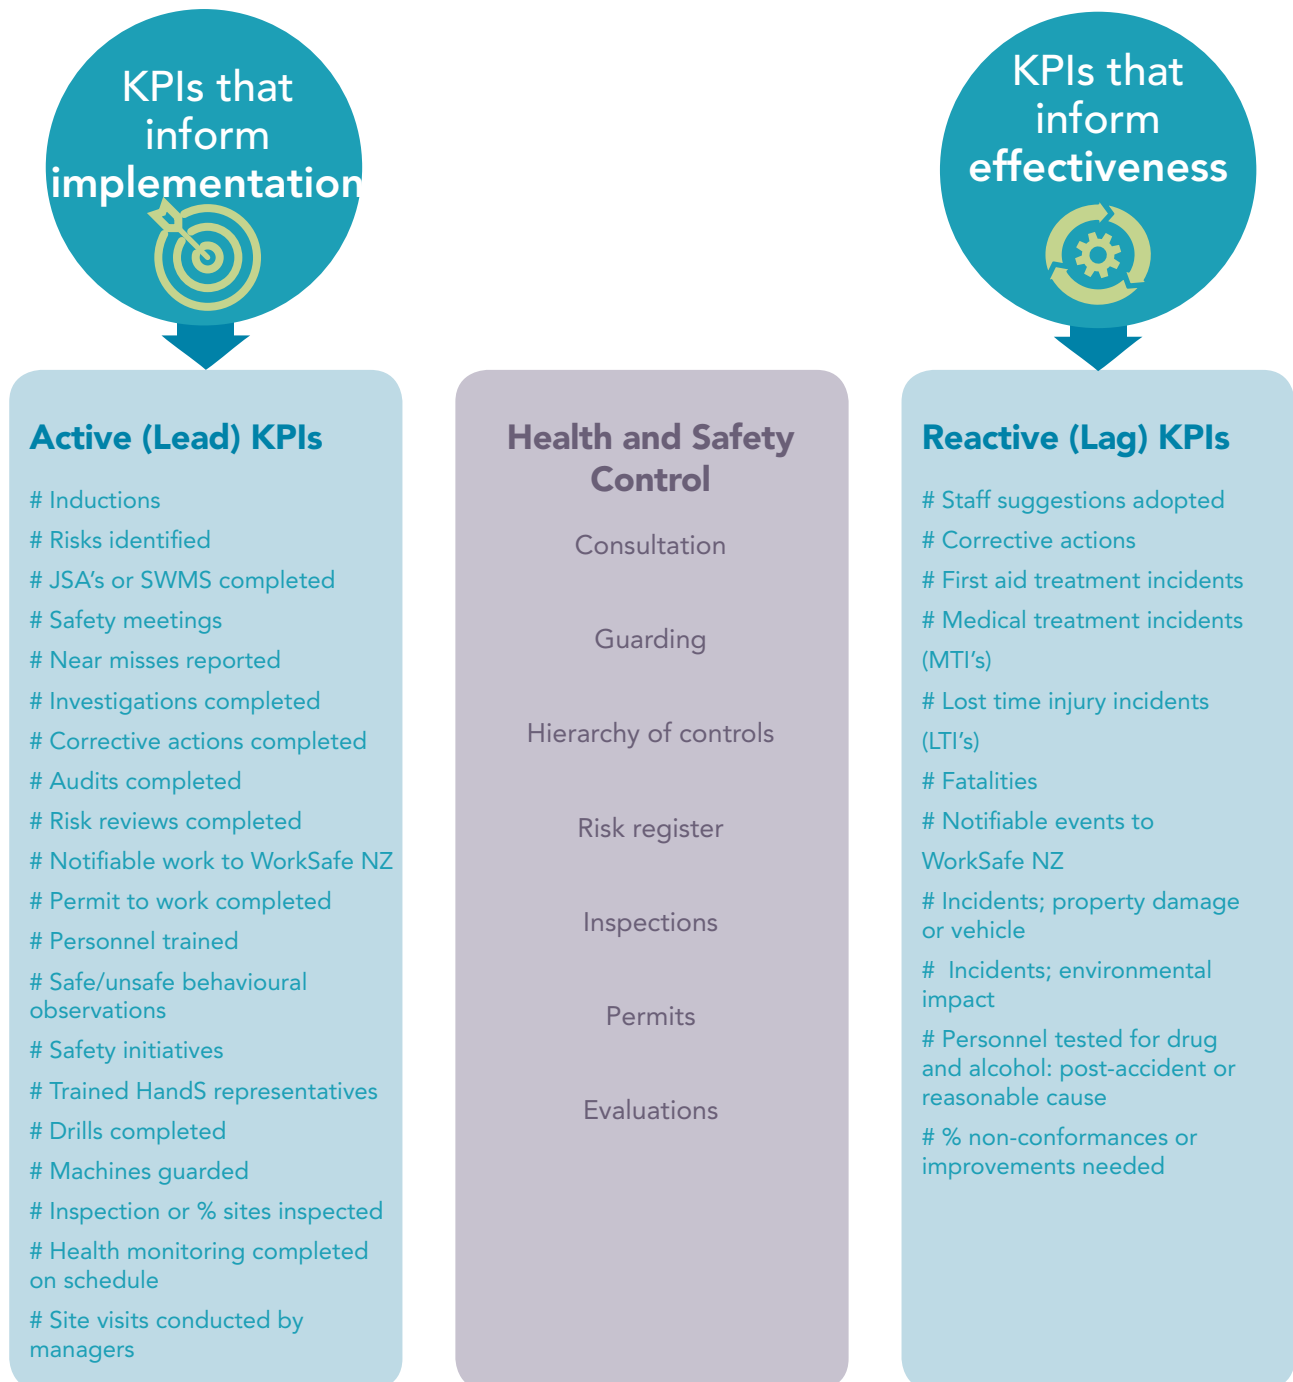 KPIs that
inform
implementation
KPIs that
inform
effectiveness
Active (Lead) KPIs
# Inductions
# Risks identified
# JSA's or SWMS completed
# Safety meetings
# Near misses reported
# Investigations completed
# Corrective actions completed
# Audits completed
# Risk reviews completed
# Notifiable work to WorkSafe NZ
# Permit to work completed
# Personnel trained
# Safe/unsafe behavioural
observations
# Safety initiatives
# Trained HandS representatives
# Drills completed
# Machines guarded
# Inspection or % sites inspected
# Health monitoring completed
on schedule
# Site visits conducted by
managers
Health and Safety
Control
Consultation
Guarding
Hierarchy of controls
Risk register
Inspections
Permits
Evaluations
Reactive (Lag) KPIs
# Staff suggestions adopted
# Corrective actions
# First aid treatment incidents
# Medical treatment incidents
(MTI's)
# Lost time injury incidents
(LTI's)
# Fatalities
# Notifiable events to
WorkSafe NZ
# Incidents; property damage
or vehicle
#  Incidents; environmental
impact
# Personnel tested for drug
and alcohol: post-accident or
reasonable cause
# % non-conformances or
improvements needed